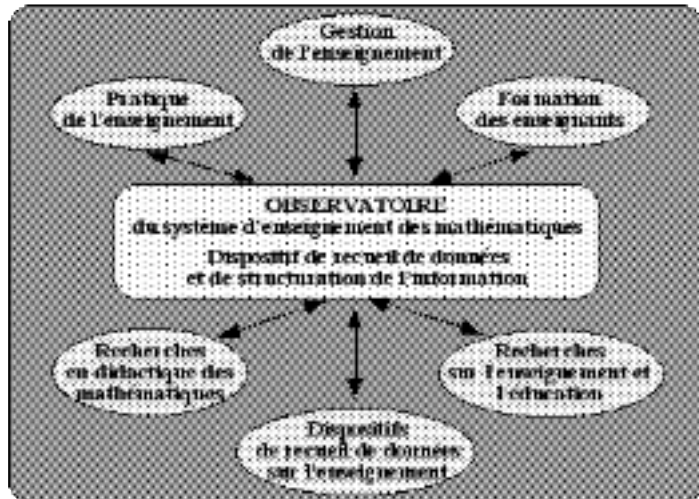 Gestion
de l'enseignement
Pratique
de l'enseignement
Formation
des enseignants
OBSERVATOIRE
du système d'enseignement des mathématiques
Dispositif de recueil de données
et de structuration de l'information
Recherches
en didactique des
mathématiques
Recherches
sur l'enseignement et
l'éducation
Dispositifs
de recueil de données
sur l'enseignement